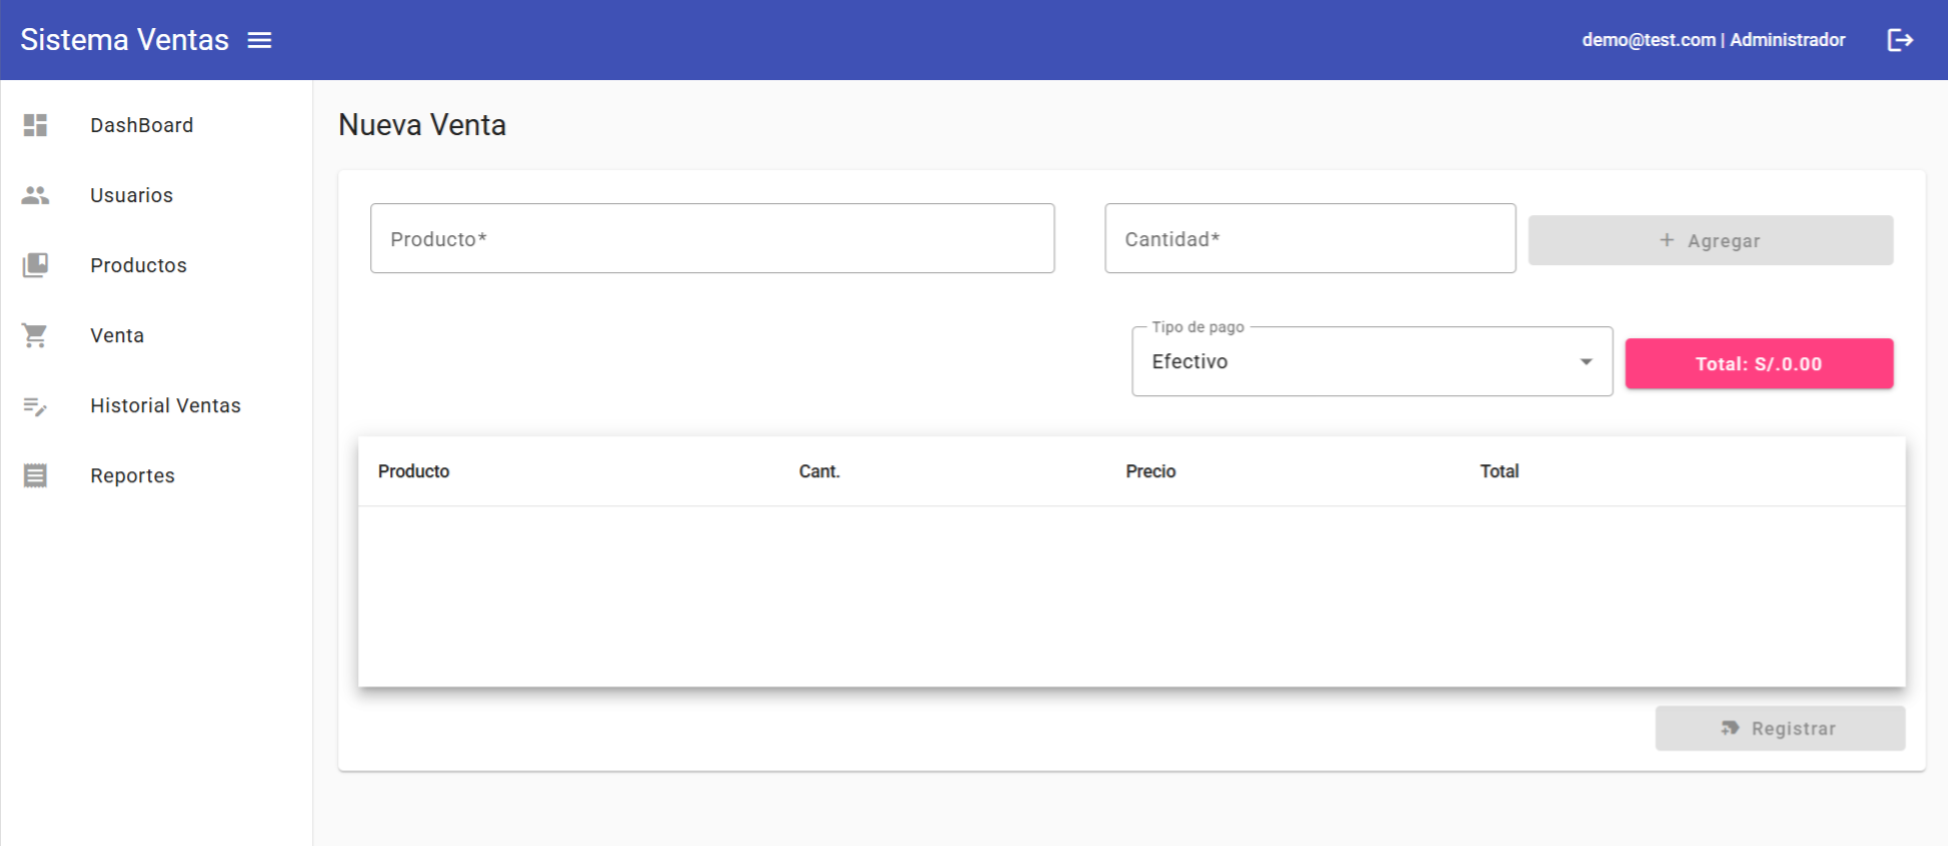 Sistema Ventas
demo@test.com | Administrador
DashBoard
Usuarios
Productos
Venta
Historial Ventas
Reportes
Nueva Venta
Producto*
Cantidad*
+ Agregar
Tipo de pago
Efectivo
Total: S/.0.00
Producto Cant. Precio Total
Registrar